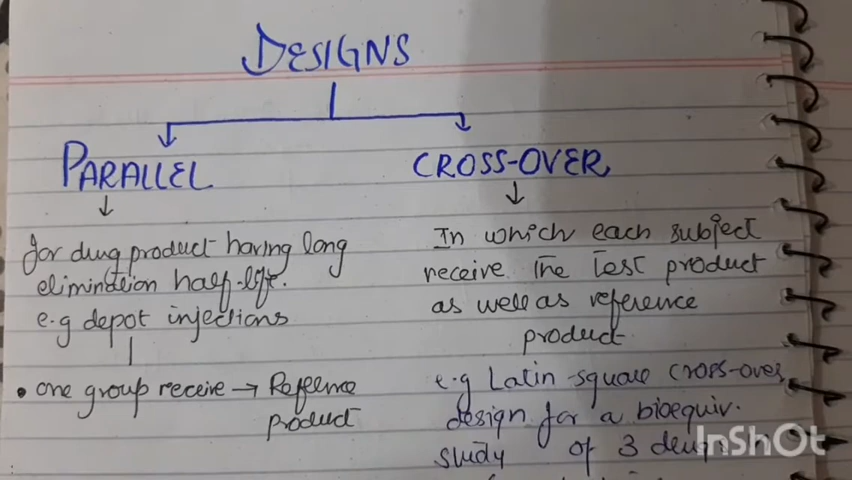 DESIGNS
PARALLEL
for drug product having long
elimination half-life.
e.g depot injections
• one group receive → Refeence
product
CROSS-OVER
In which each subject
receive the Test product
as well as reference
product.
e.g Latin-square cross-over
design for a bioequiv.
study of 3 drugs
InShOt